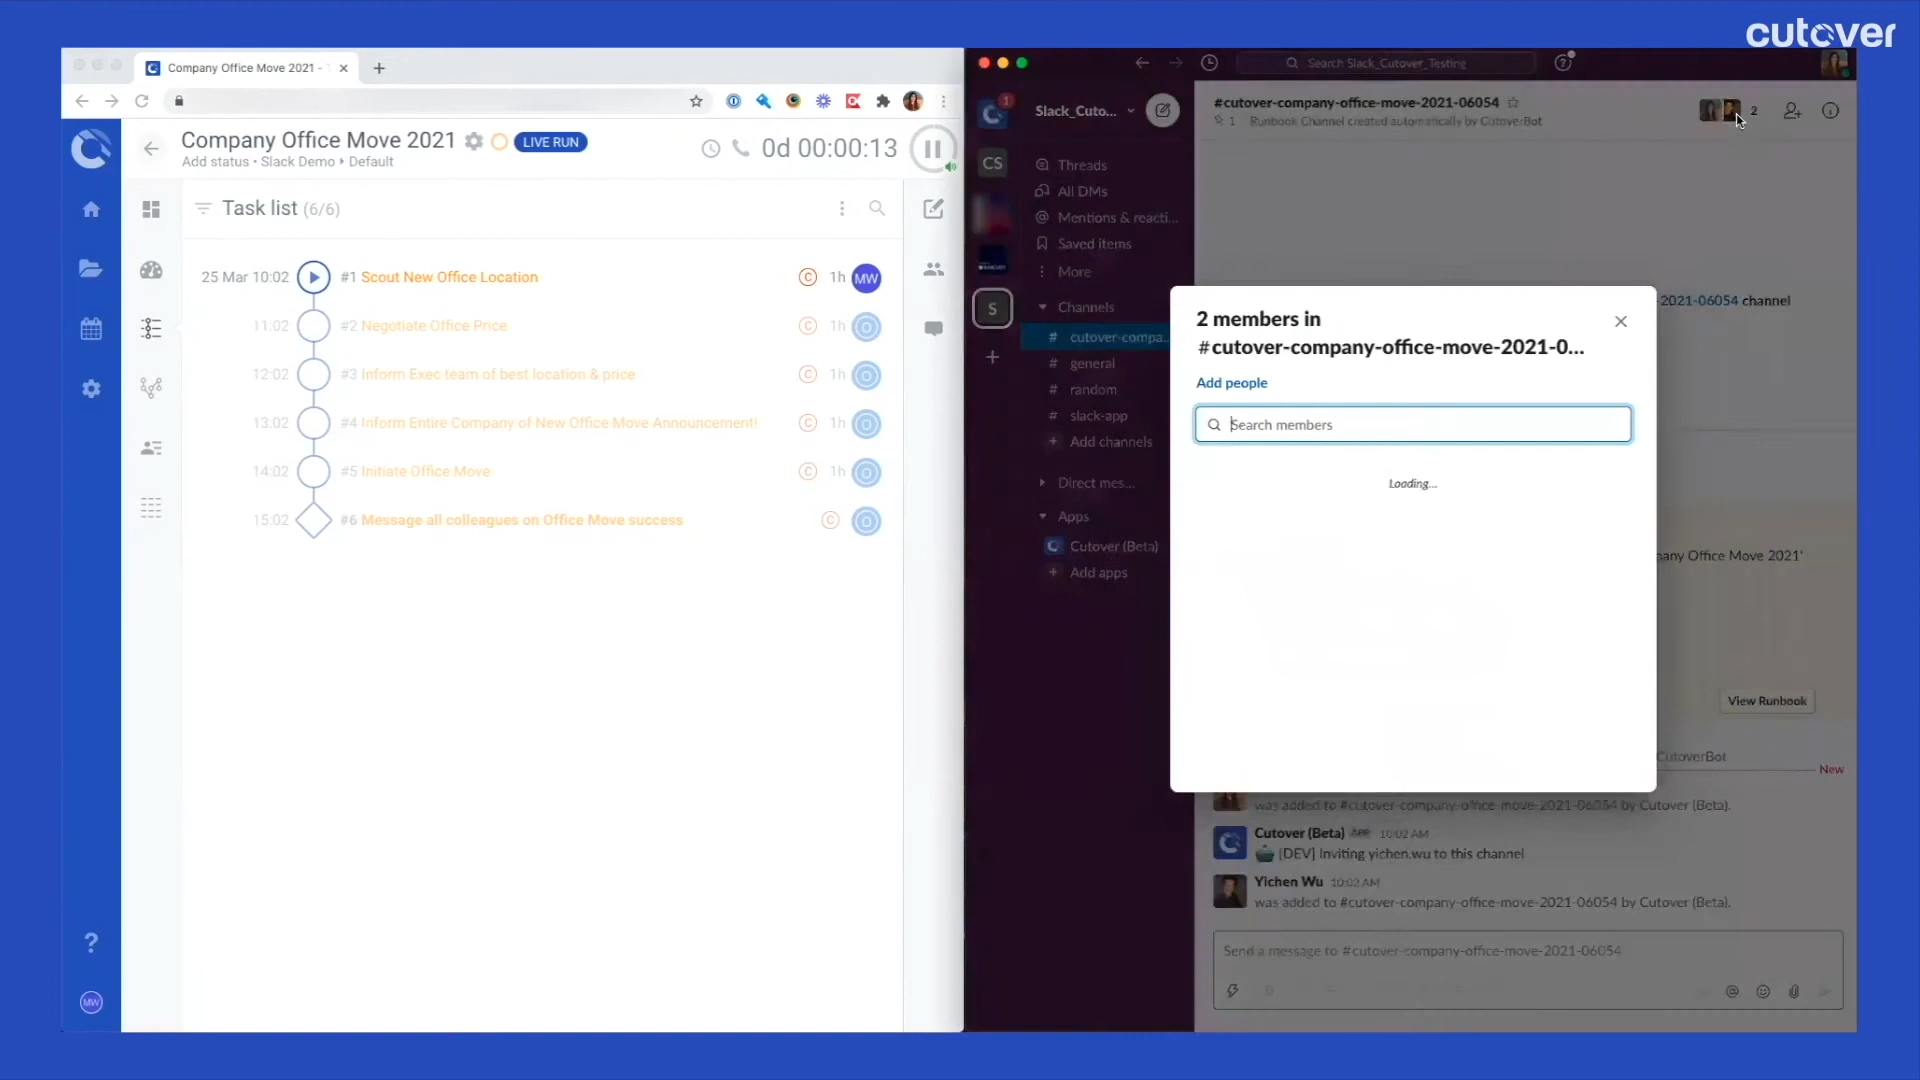 cutover
Company Office Move 2021 -
Company Office Move 2021
LIVE RUN
0d 00:00:13
Add status • Slack Demo ▸ Default
Task list (6/6)
25 Mar 10:02 #1 Scout New Office Location C 1h MW
11:02 #2 Negotiate Office Price C 1h
12:02 #3 Inform Exec team of best location & price C 1h
13:02 #4 Inform Entire Company of New Office Move Announcement! C 1h
14:02 #5 Initiate Office Move C 1h
15:02 #6 Message all colleagues on Office Move success C
?
MW
Search Slack_Cutover_Testing
1
CS
S
Slack_Cuto...
Threads
All DMs
Mentions & reacti...
Saved items
More
Channels
# cutover-compa...
# general
# random
# slack-app
+ Add channels
Direct mes...
Apps
Cutover (Beta)
+ Add apps
#cutover-company-office-move-2021-06054
1 Runbook Channel created automatically by CutoverBot
2
2021-06054 channel
2 members in
#cutover-company-office-move-2021-0...
Add people
Search members
Loading...
pany Office Move 2021'
View Runbook
CutoverBot
New
was added to #cutover-company-office-move-2021-06054 by Cutover (Beta).
Cutover (Beta) APP 10:02 AM
[DEV] Inviting yichen.wu to this channel
Yichen Wu 10:02 AM
was added to #cutover-company-office-move-2021-06054 by Cutover (Beta).
Send a message to #cutover-company-office-move-2021-06054